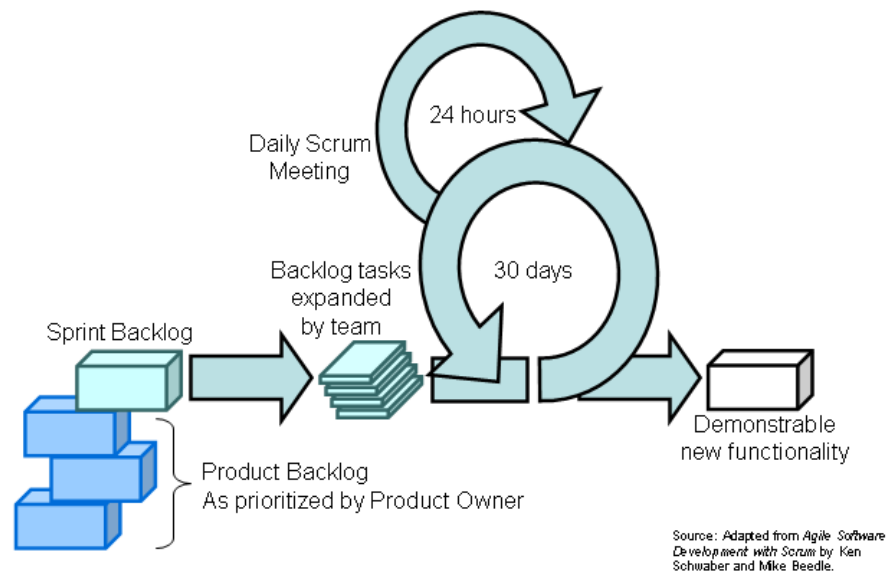 24 hours
Daily Scrum
Meeting
30 days
Backlog tasks
expanded
by team
Sprint Backlog
Demonstrable
new functionality
Product Backlog
As prioritized by Product Owner
Source: Adapted from Agile Software
Development with Scrum by Ken
Schwaber and Mike Beedle.